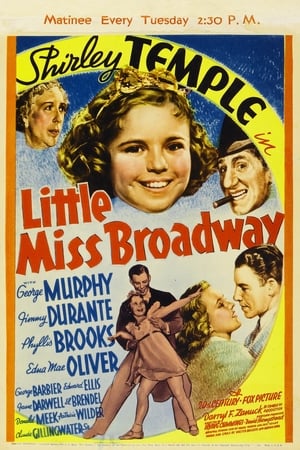 Matinee Every Tuesday 2:30 P. M.
Shirley
TEMPLE
in
Little
Miss Broadway
WITH
George MURPHY
Jimmy DURANTE
Phyllis BROOKS
Edna Mae OLIVER
George BARBIER Edward ELLIS
Jane DARWELL El BRENDEL
Donald MEEK Arthur WILDER
Claude GILLINGWATER, Sr.
A 20th CENTURY-FOX PICTURE
Darryl F. Zanuck